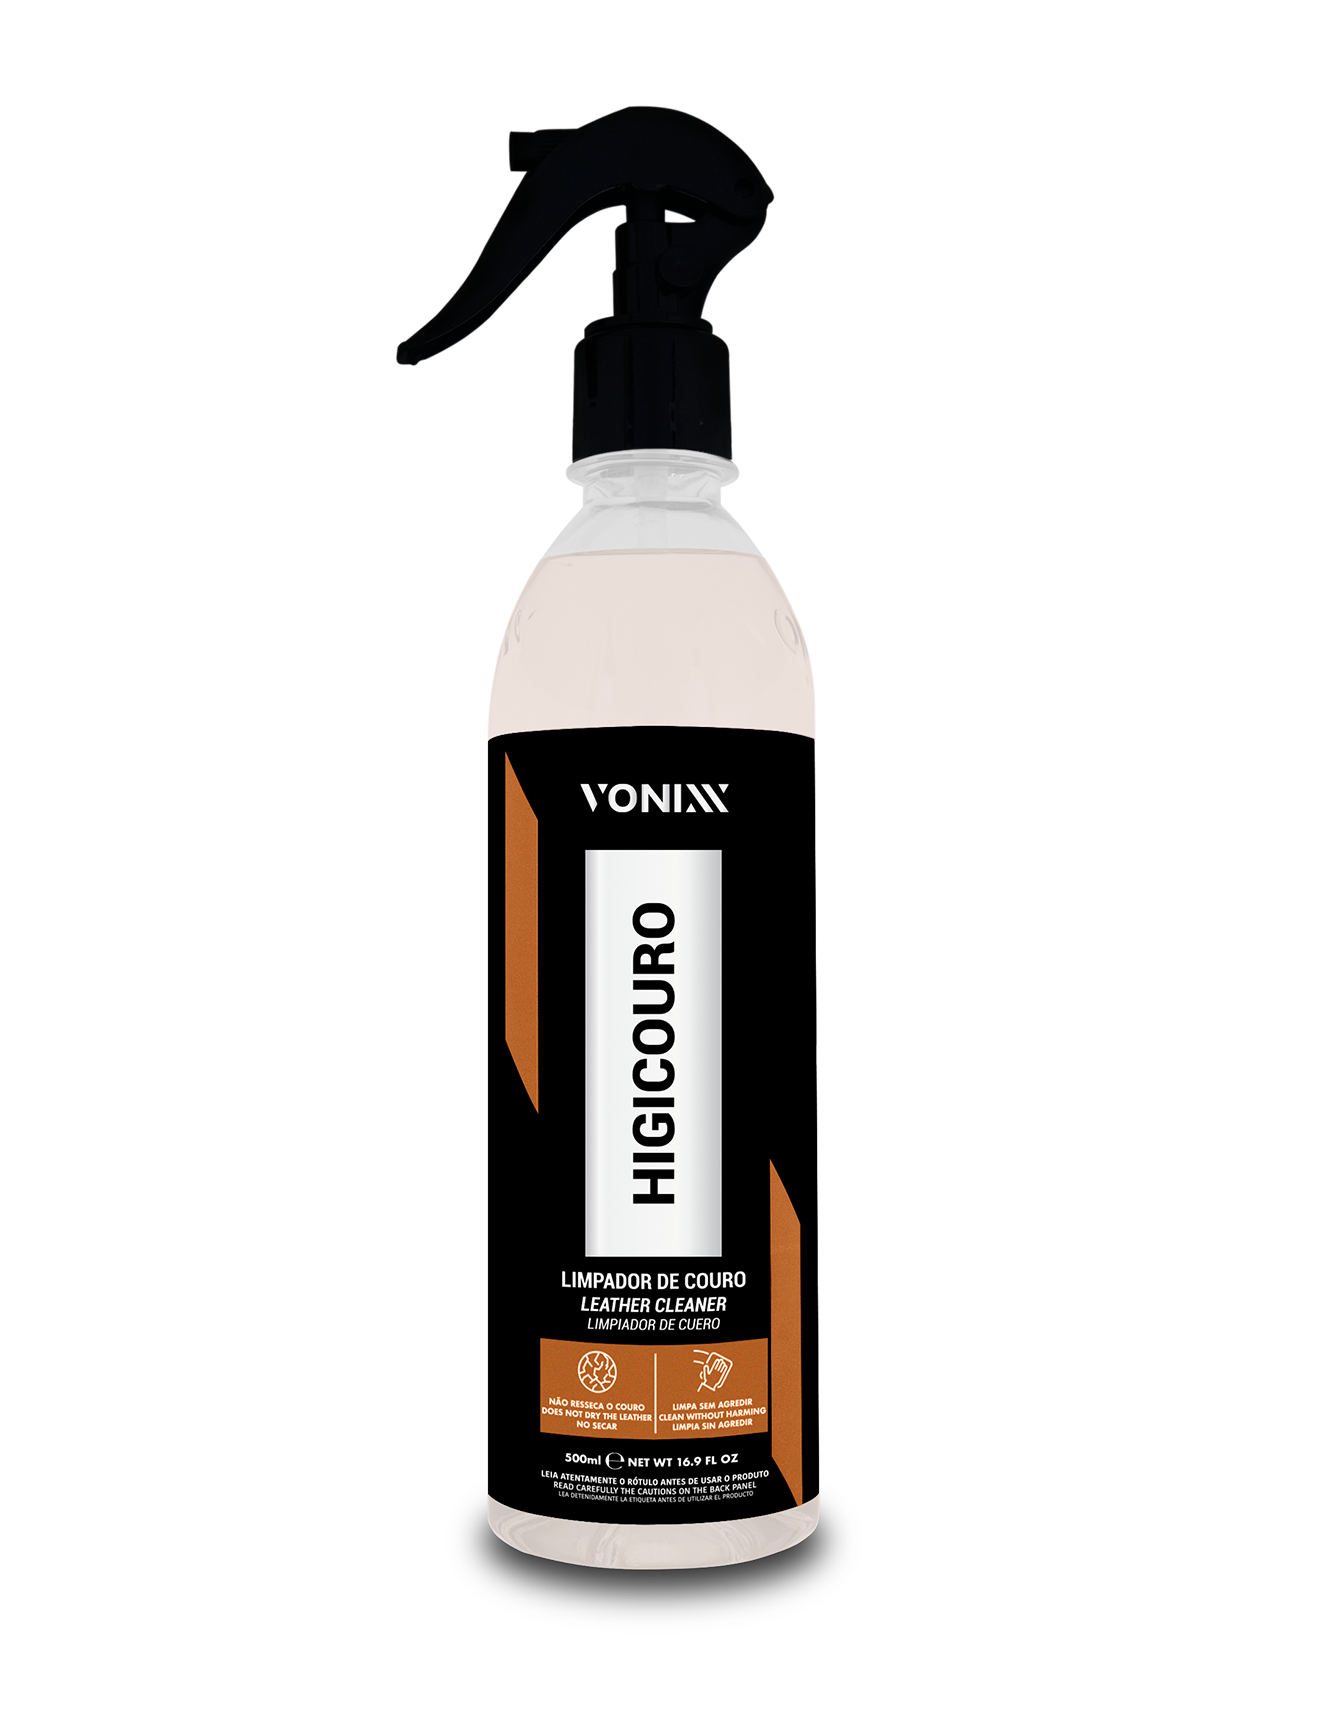 VONIXX
HIGICOURO
LIMPADOR DE COURO
LEATHER CLEANER
LIMPIADOR DE CUERO
NÃO RESSECA O COURO
DOES NOT DRY THE LEATHER
NO SECAR
LIMPA SEM AGREDIR
CLEAN WITHOUT HARMING
LIMPIA SIN AGREDIR
500ml ℮ NET WT 16.9 FL OZ
LEIA ATENTAMENTE O RÓTULO ANTES DE USAR O PRODUTO
READ CAREFULLY THE CAUTIONS ON THE BACK PANEL
LEA DETENIDAMENTE LA ETIQUETA ANTES DE UTILIZAR EL PRODUCTO